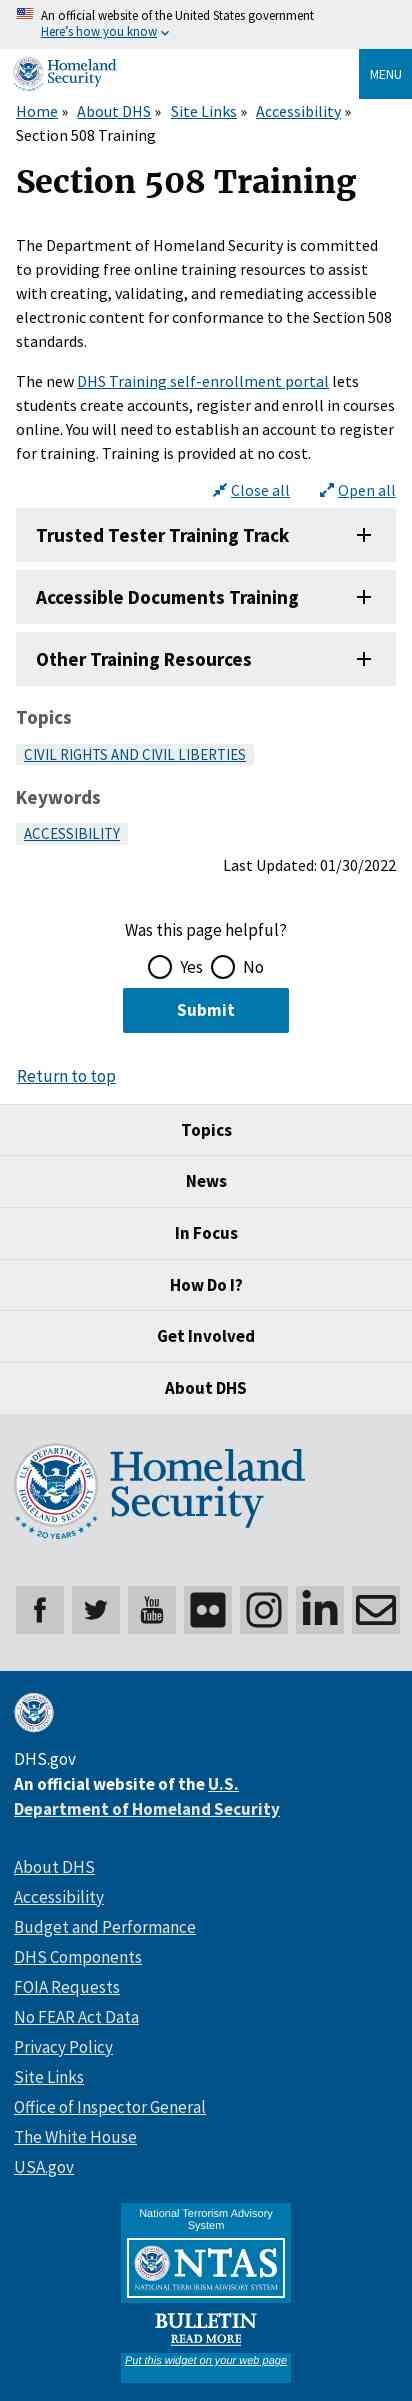 An official website of the United States government
Here's how you know
Homeland
Security
MENU
Home » About DHS » Site Links » Accessibility »
Section 508 Training
Section 508 Training
The Department of Homeland Security is committed
to providing free online training resources to assist
with creating, validating, and remediating accessible
electronic content for conformance to the Section 508
standards.
The new DHS Training self-enrollment portal lets
students create accounts, register and enroll in courses
online. You will need to establish an account to register
for training. Training is provided at no cost.
Close all Open all
Trusted Tester Training Track
Accessible Documents Training
Other Training Resources
Topics
CIVIL RIGHTS AND CIVIL LIBERTIES
Keywords
ACCESSIBILITY
Last Updated: 01/30/2022
Was this page helpful?
Yes No
Submit
Return to top
Topics
News
In Focus
How Do I?
Get Involved
About DHS
U.S. DEPARTMENT OF HOMELAND SECURITY
20 YEARS
Homeland
Security
You
Tube
in
DHS.gov
An official website of the U.S.
Department of Homeland Security
About DHS
Accessibility
Budget and Performance
DHS Components
FOIA Requests
No FEAR Act Data
Privacy Policy
Site Links
Office of Inspector General
The White House
USA.gov
National Terrorism Advisory
System
NTAS
NATIONAL TERRORISM ADVISORY SYSTEM
BULLETIN
READ MORE
Put this widget on your web page